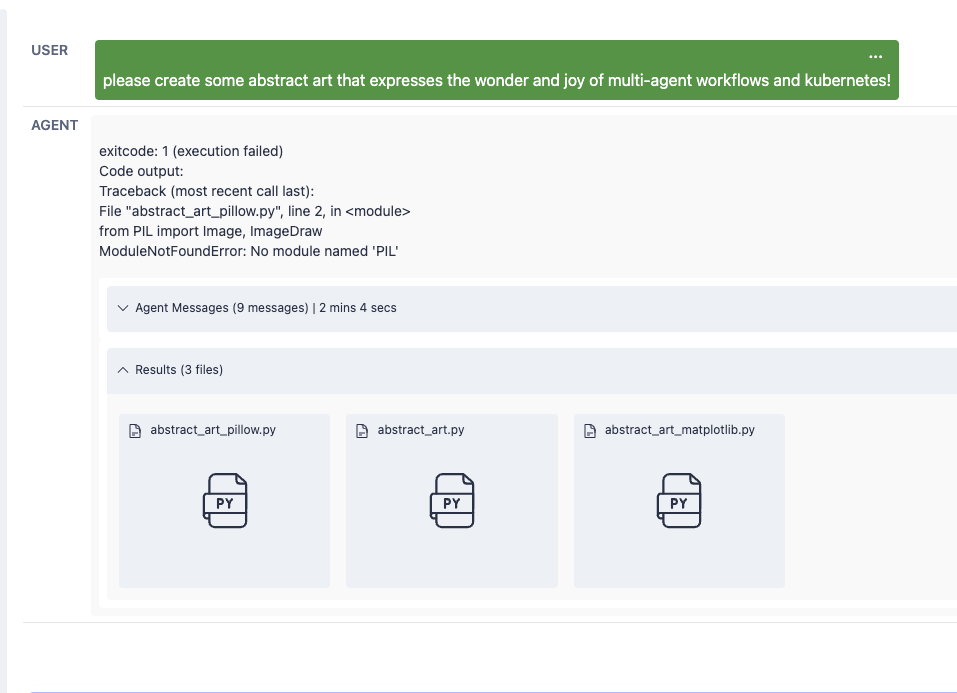 USER
...
please create some abstract art that expresses the wonder and joy of multi-agent workflows and kubernetes!
AGENT
exitcode: 1 (execution failed)
Code output:
Traceback (most recent call last):
File "abstract_art_pillow.py", line 2, in <module>
from PIL import Image, ImageDraw
ModuleNotFoundError: No module named 'PIL'
Agent Messages (9 messages) | 2 mins 4 secs
Results (3 files)
abstract_art_pillow.py
PY
abstract_art.py
PY
abstract_art_matplotlib.py
PY